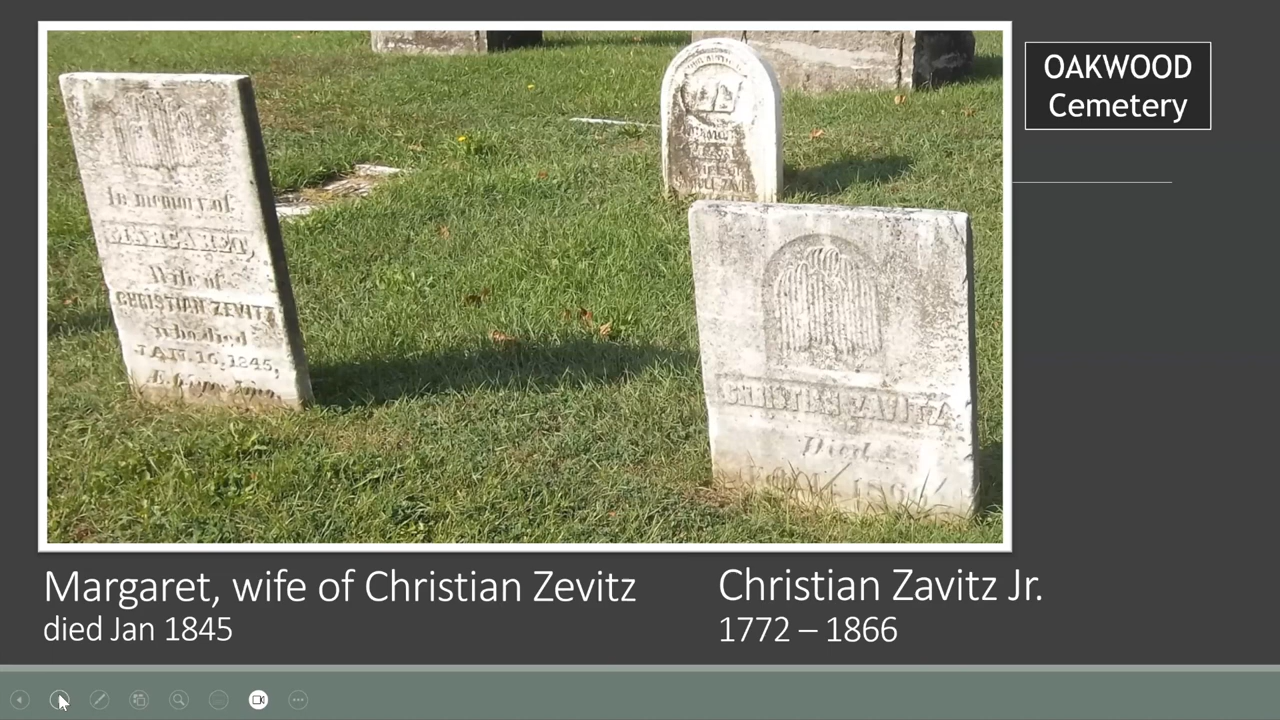 OAKWOOD
Cemetery
In memory of
MARGARET,
Wife of
CHRISTIAN ZEVITZ
who died
JAN. 16, 1845,
CHRISTIAN ZAVITZ
Died
Margaret, wife of Christian Zevitz
died Jan 1845
Christian Zavitz Jr.
1772 – 1866